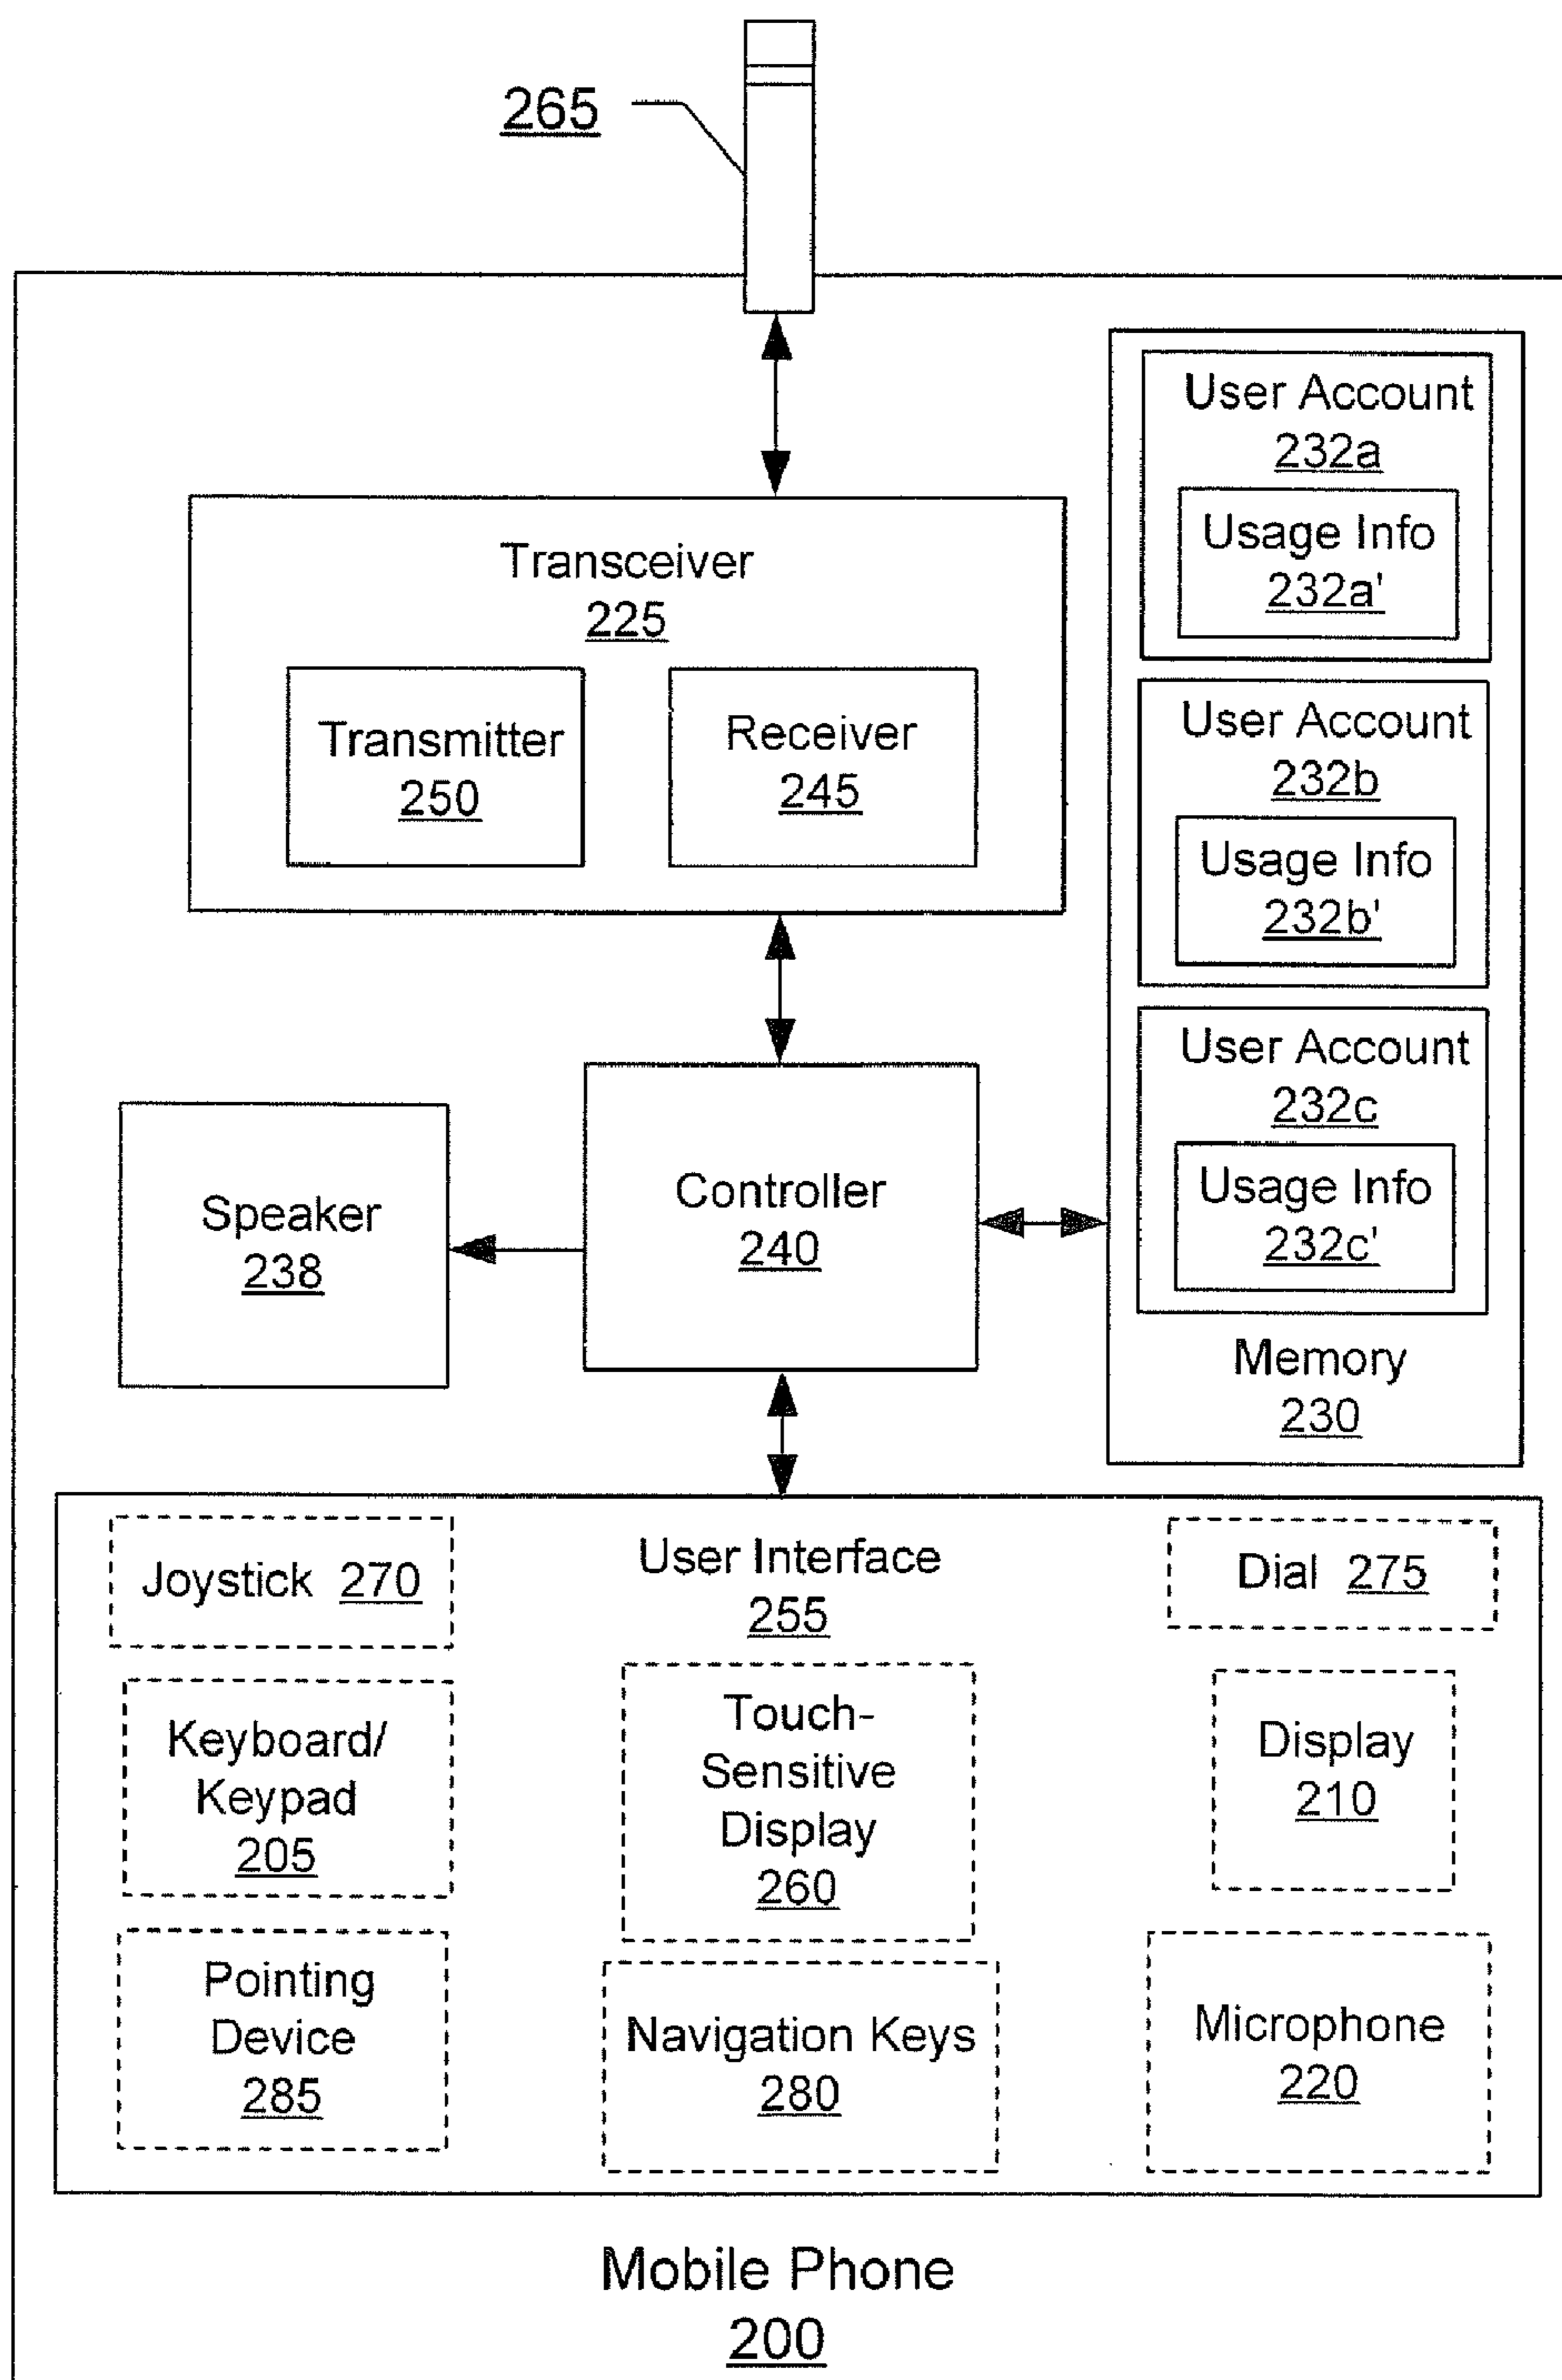 265
User Account
232a
Usage Info
232a'
Transceiver
225
Transmitter
250
Receiver
245
User Account
232b
Usage Info
232b'
User Account
232c
Usage Info
232c'
Memory
230
Speaker
238
Controller
240
Joystick 270
User Interface
255
Dial 275
Keyboard/
Keypad
205
Touch-
Sensitive
Display
260
Display
210
Pointing
Device
285
Navigation Keys
280
Microphone
220
Mobile Phone
200